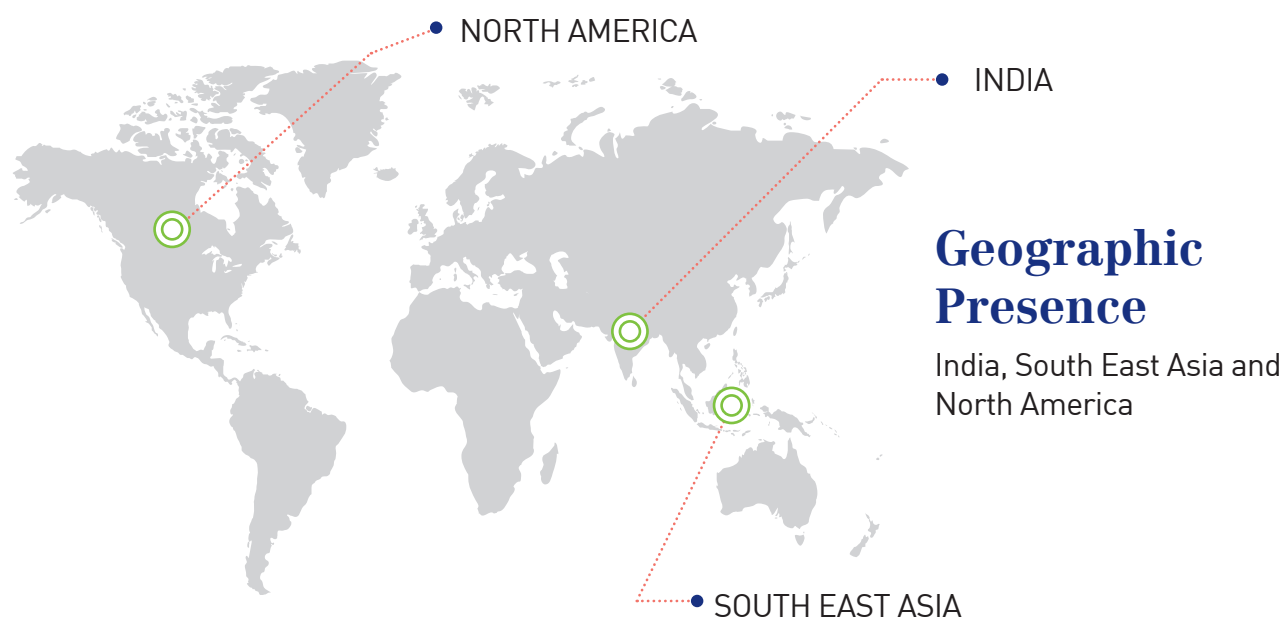 NORTH AMERICA
INDIA
Geographic
Presence
India, South East Asia and
North America
SOUTH EAST ASIA